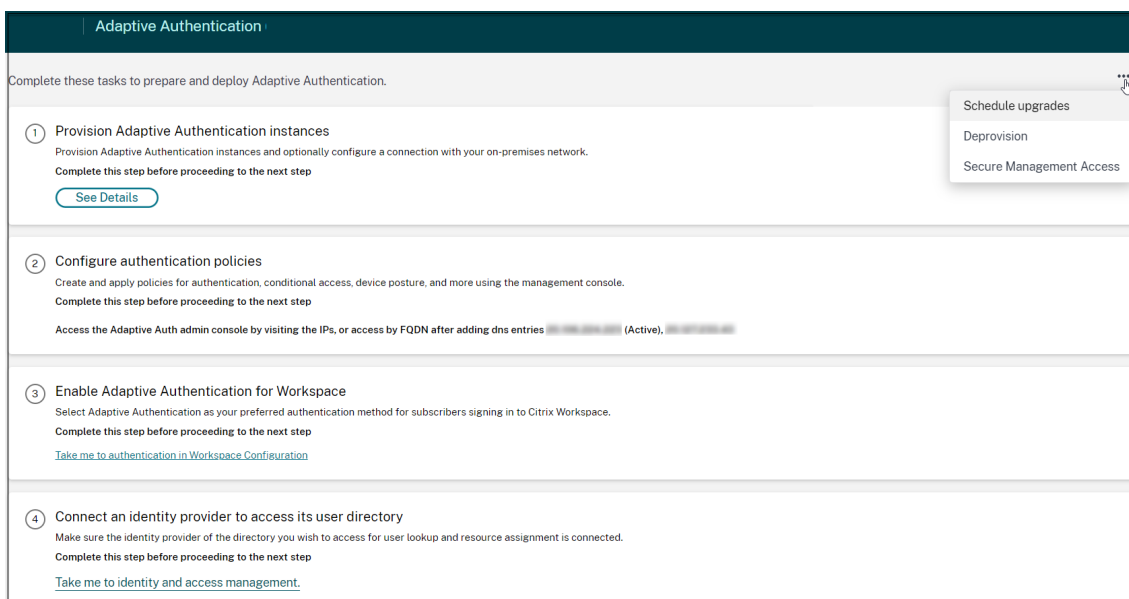 Adaptive Authentication
Complete these tasks to prepare and deploy Adaptive Authentication.
...
Schedule upgrades
Deprovision
Secure Management Access
1 Provision Adaptive Authentication instances
Provision Adaptive Authentication instances and optionally configure a connection with your on-premises network.
Complete this step before proceeding to the next step
See Details
2 Configure authentication policies
Create and apply policies for authentication, conditional access, device posture, and more using the management console.
Complete this step before proceeding to the next step
Access the Adaptive Auth admin console by visiting the IPs, or access by FQDN after adding dns entries (Active),
3 Enable Adaptive Authentication for Workspace
Select Adaptive Authentication as your preferred authentication method for subscribers signing in to Citrix Workspace.
Complete this step before proceeding to the next step
Take me to authentication in Workspace Configuration
4 Connect an identity provider to access its user directory
Make sure the identity provider of the directory you wish to access for user lookup and resource assignment is connected.
Complete this step before proceeding to the next step
Take me to identity and access management.